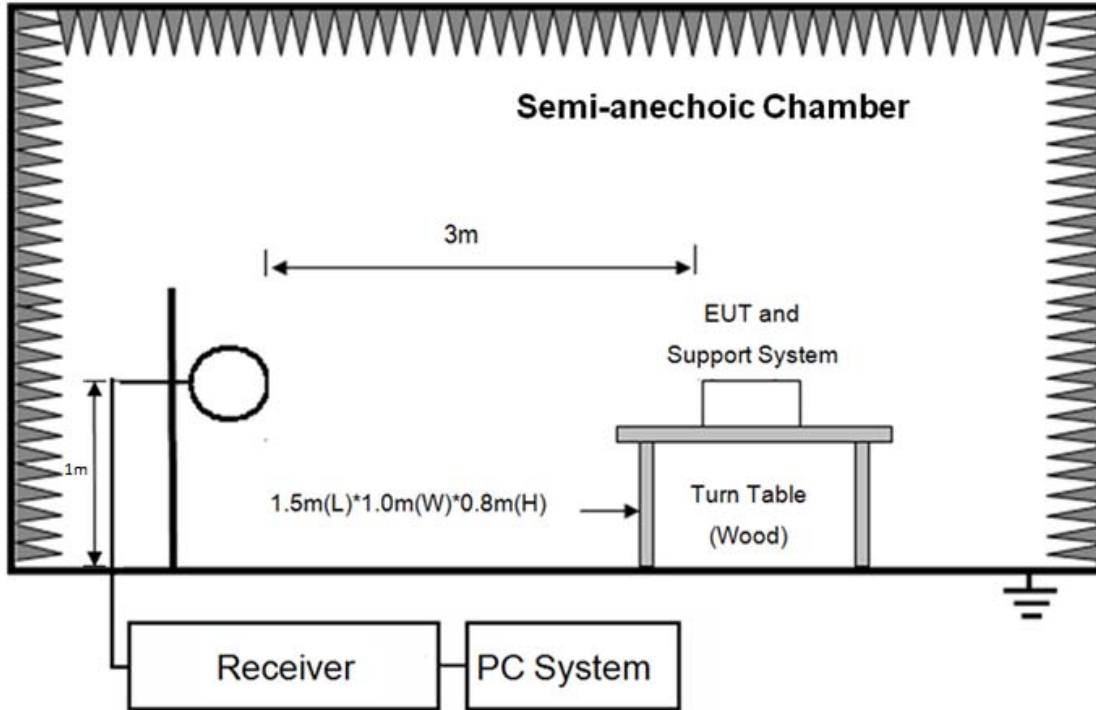 Semi-anechoic Chamber
3m
EUT and
Support System
1m
1.5m(L)*1.0m(W)*0.8m(H)
Turn Table
(Wood)
Receiver
PC System